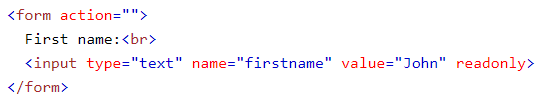 <form action="">
First name:<br>
<input type="text" name="firstname" value="John" readonly>
</form>